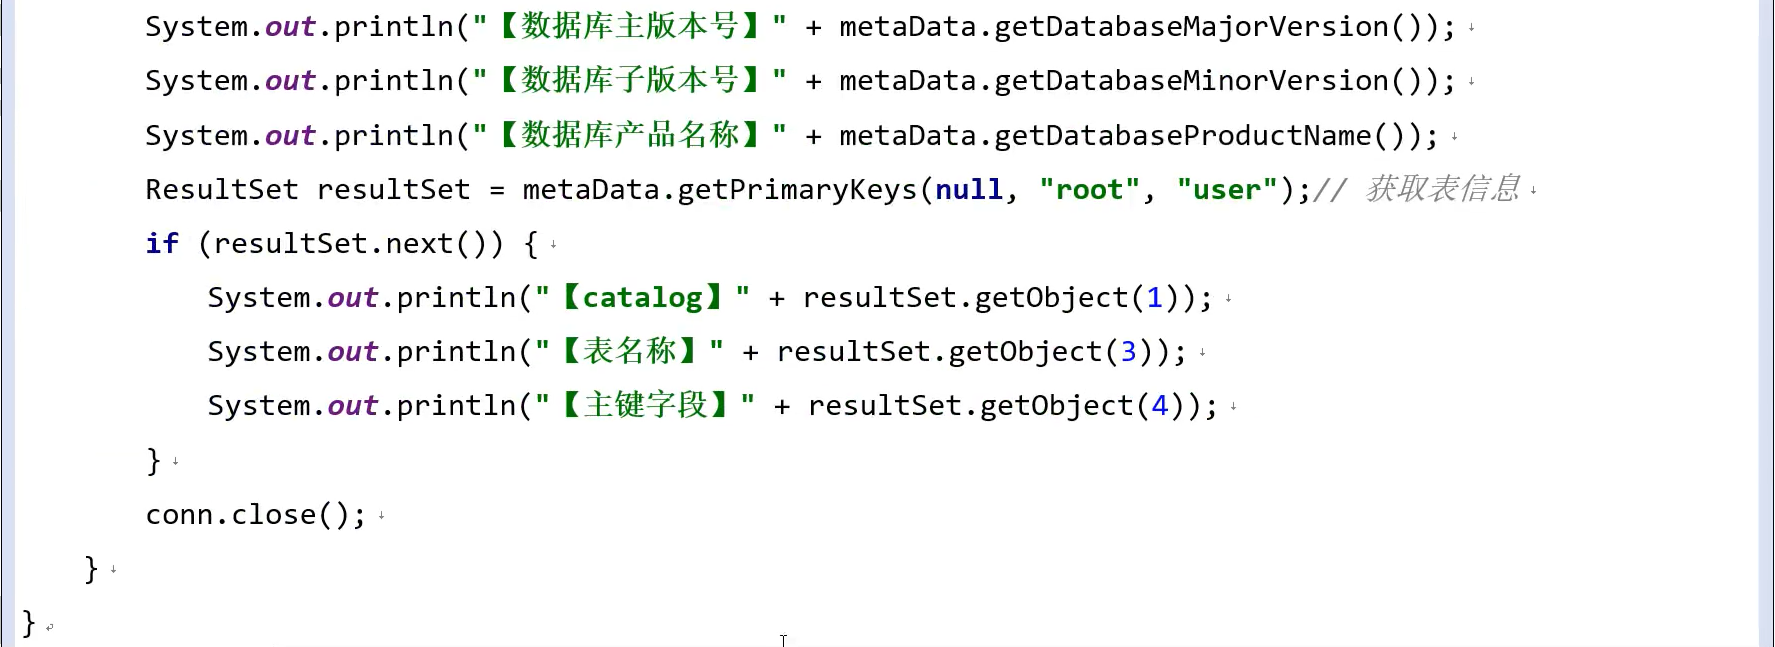 System.out.println("【数据库主版本号】" + metaData.getDatabaseMajorVersion());
System.out.println("【数据库子版本号】" + metaData.getDatabaseMinorVersion());
System.out.println("【数据库产品名称】" + metaData.getDatabaseProductName());
ResultSet resultSet = metaData.getPrimaryKeys(null, "root", "user");// 获取表信息
if (resultSet.next()) {
System.out.println("【catalog】" + resultSet.getObject(1));
System.out.println("【表名称】" + resultSet.getObject(3));
System.out.println("【主键字段】" + resultSet.getObject(4));
}
conn.close();
}
}